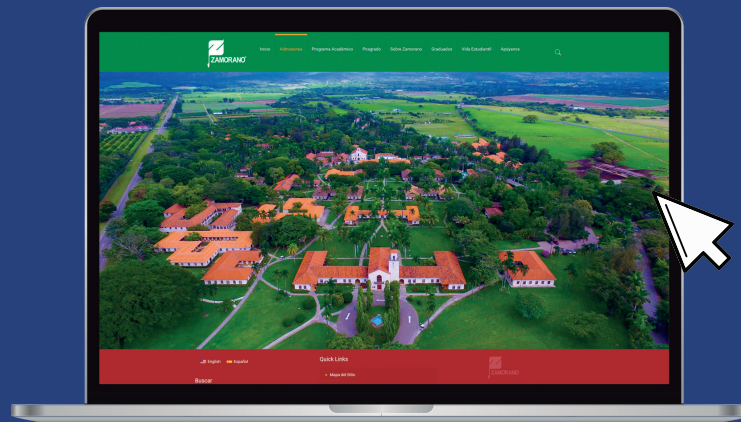 ZAMORANO
Inicio Admisiones Programa Académico Posgrado Sobre Zamorano Graduados Vida Estudiantil Apóyanos
English Español
Quick Links
Mapa del Sitio
ZAMORANO
Buscar